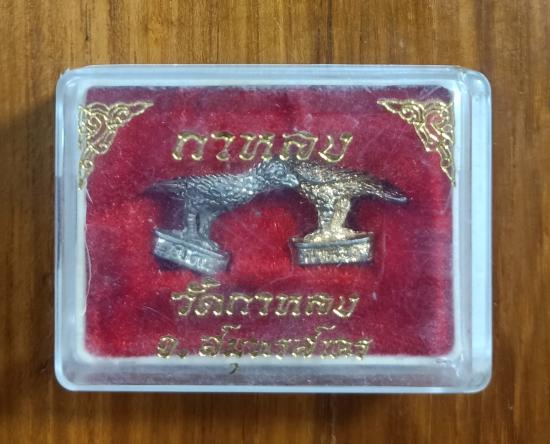 กาหลง
วัดกาหลง
จ. สมุทรสาคร